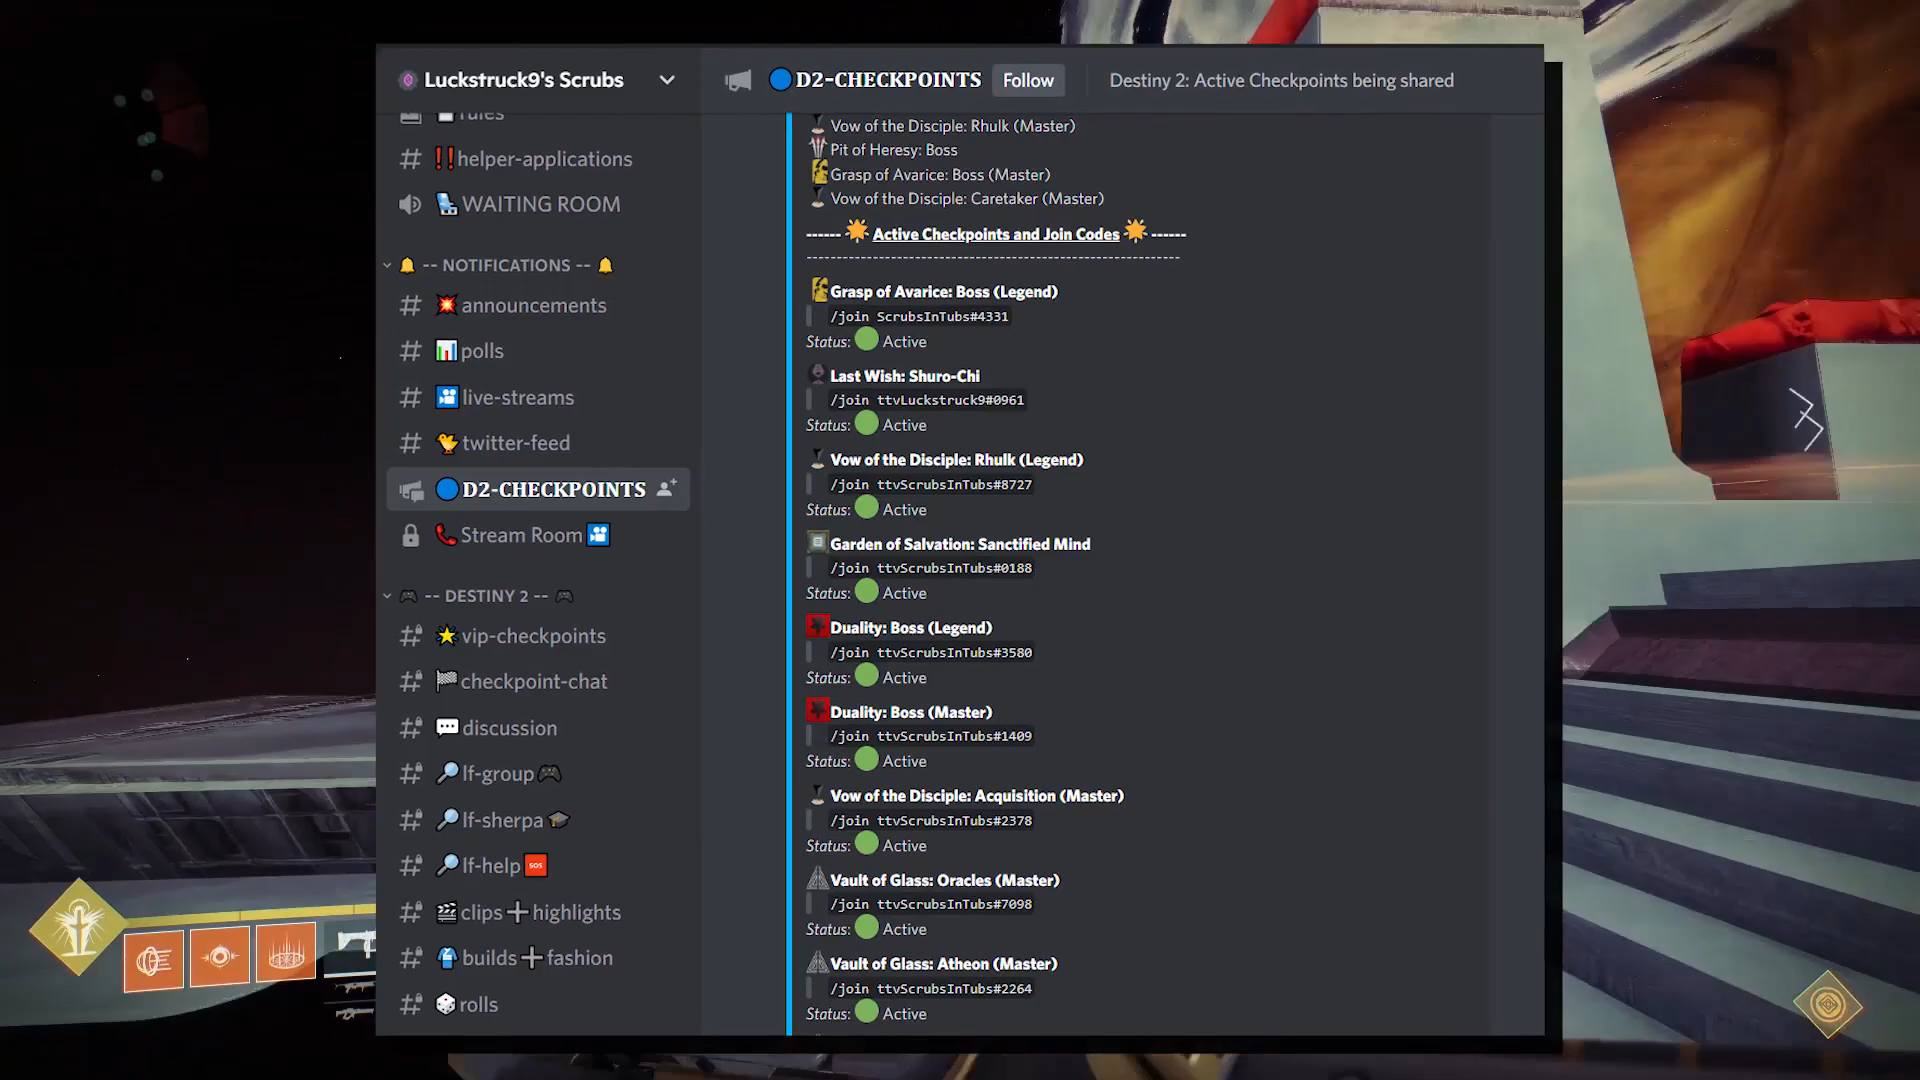 Luckstruck9's Scrubs
rules
helper-applications
WAITING ROOM
-- NOTIFICATIONS --
announcements
polls
live-streams
twitter-feed
D2-CHECKPOINTS
Stream Room
-- DESTINY 2 --
vip-checkpoints
checkpoint-chat
discussion
lf-group
lf-sherpa
lf-help
SOS
clips+highlights
builds+fashion
rolls
D2-CHECKPOINTS Follow Destiny 2: Active Checkpoints being shared
Vow of the Disciple: Rhulk (Master)
Pit of Heresy: Boss
Grasp of Avarice: Boss (Master)
Vow of the Disciple: Caretaker (Master)
------ Active Checkpoints and Join Codes ------
--------------------------------------------------------------
Grasp of Avarice: Boss (Legend)
/join ScrubsInTubs#4331
Status: Active
Last Wish: Shuro-Chi
/join ttvLuckstruck9#0961
Status: Active
Vow of the Disciple: Rhulk (Legend)
/join ttvScrubsInTubs#8727
Status: Active
Garden of Salvation: Sanctified Mind
/join ttvScrubsInTubs#0188
Status: Active
Duality: Boss (Legend)
/join ttvScrubsInTubs#3580
Status: Active
Duality: Boss (Master)
/join ttvScrubsInTubs#1409
Status: Active
Vow of the Disciple: Acquisition (Master)
/join ttvScrubsInTubs#2378
Status: Active
Vault of Glass: Oracles (Master)
/join ttvScrubsInTubs#7098
Status: Active
Vault of Glass: Atheon (Master)
/join ttvScrubsInTubs#2264
Status: Active